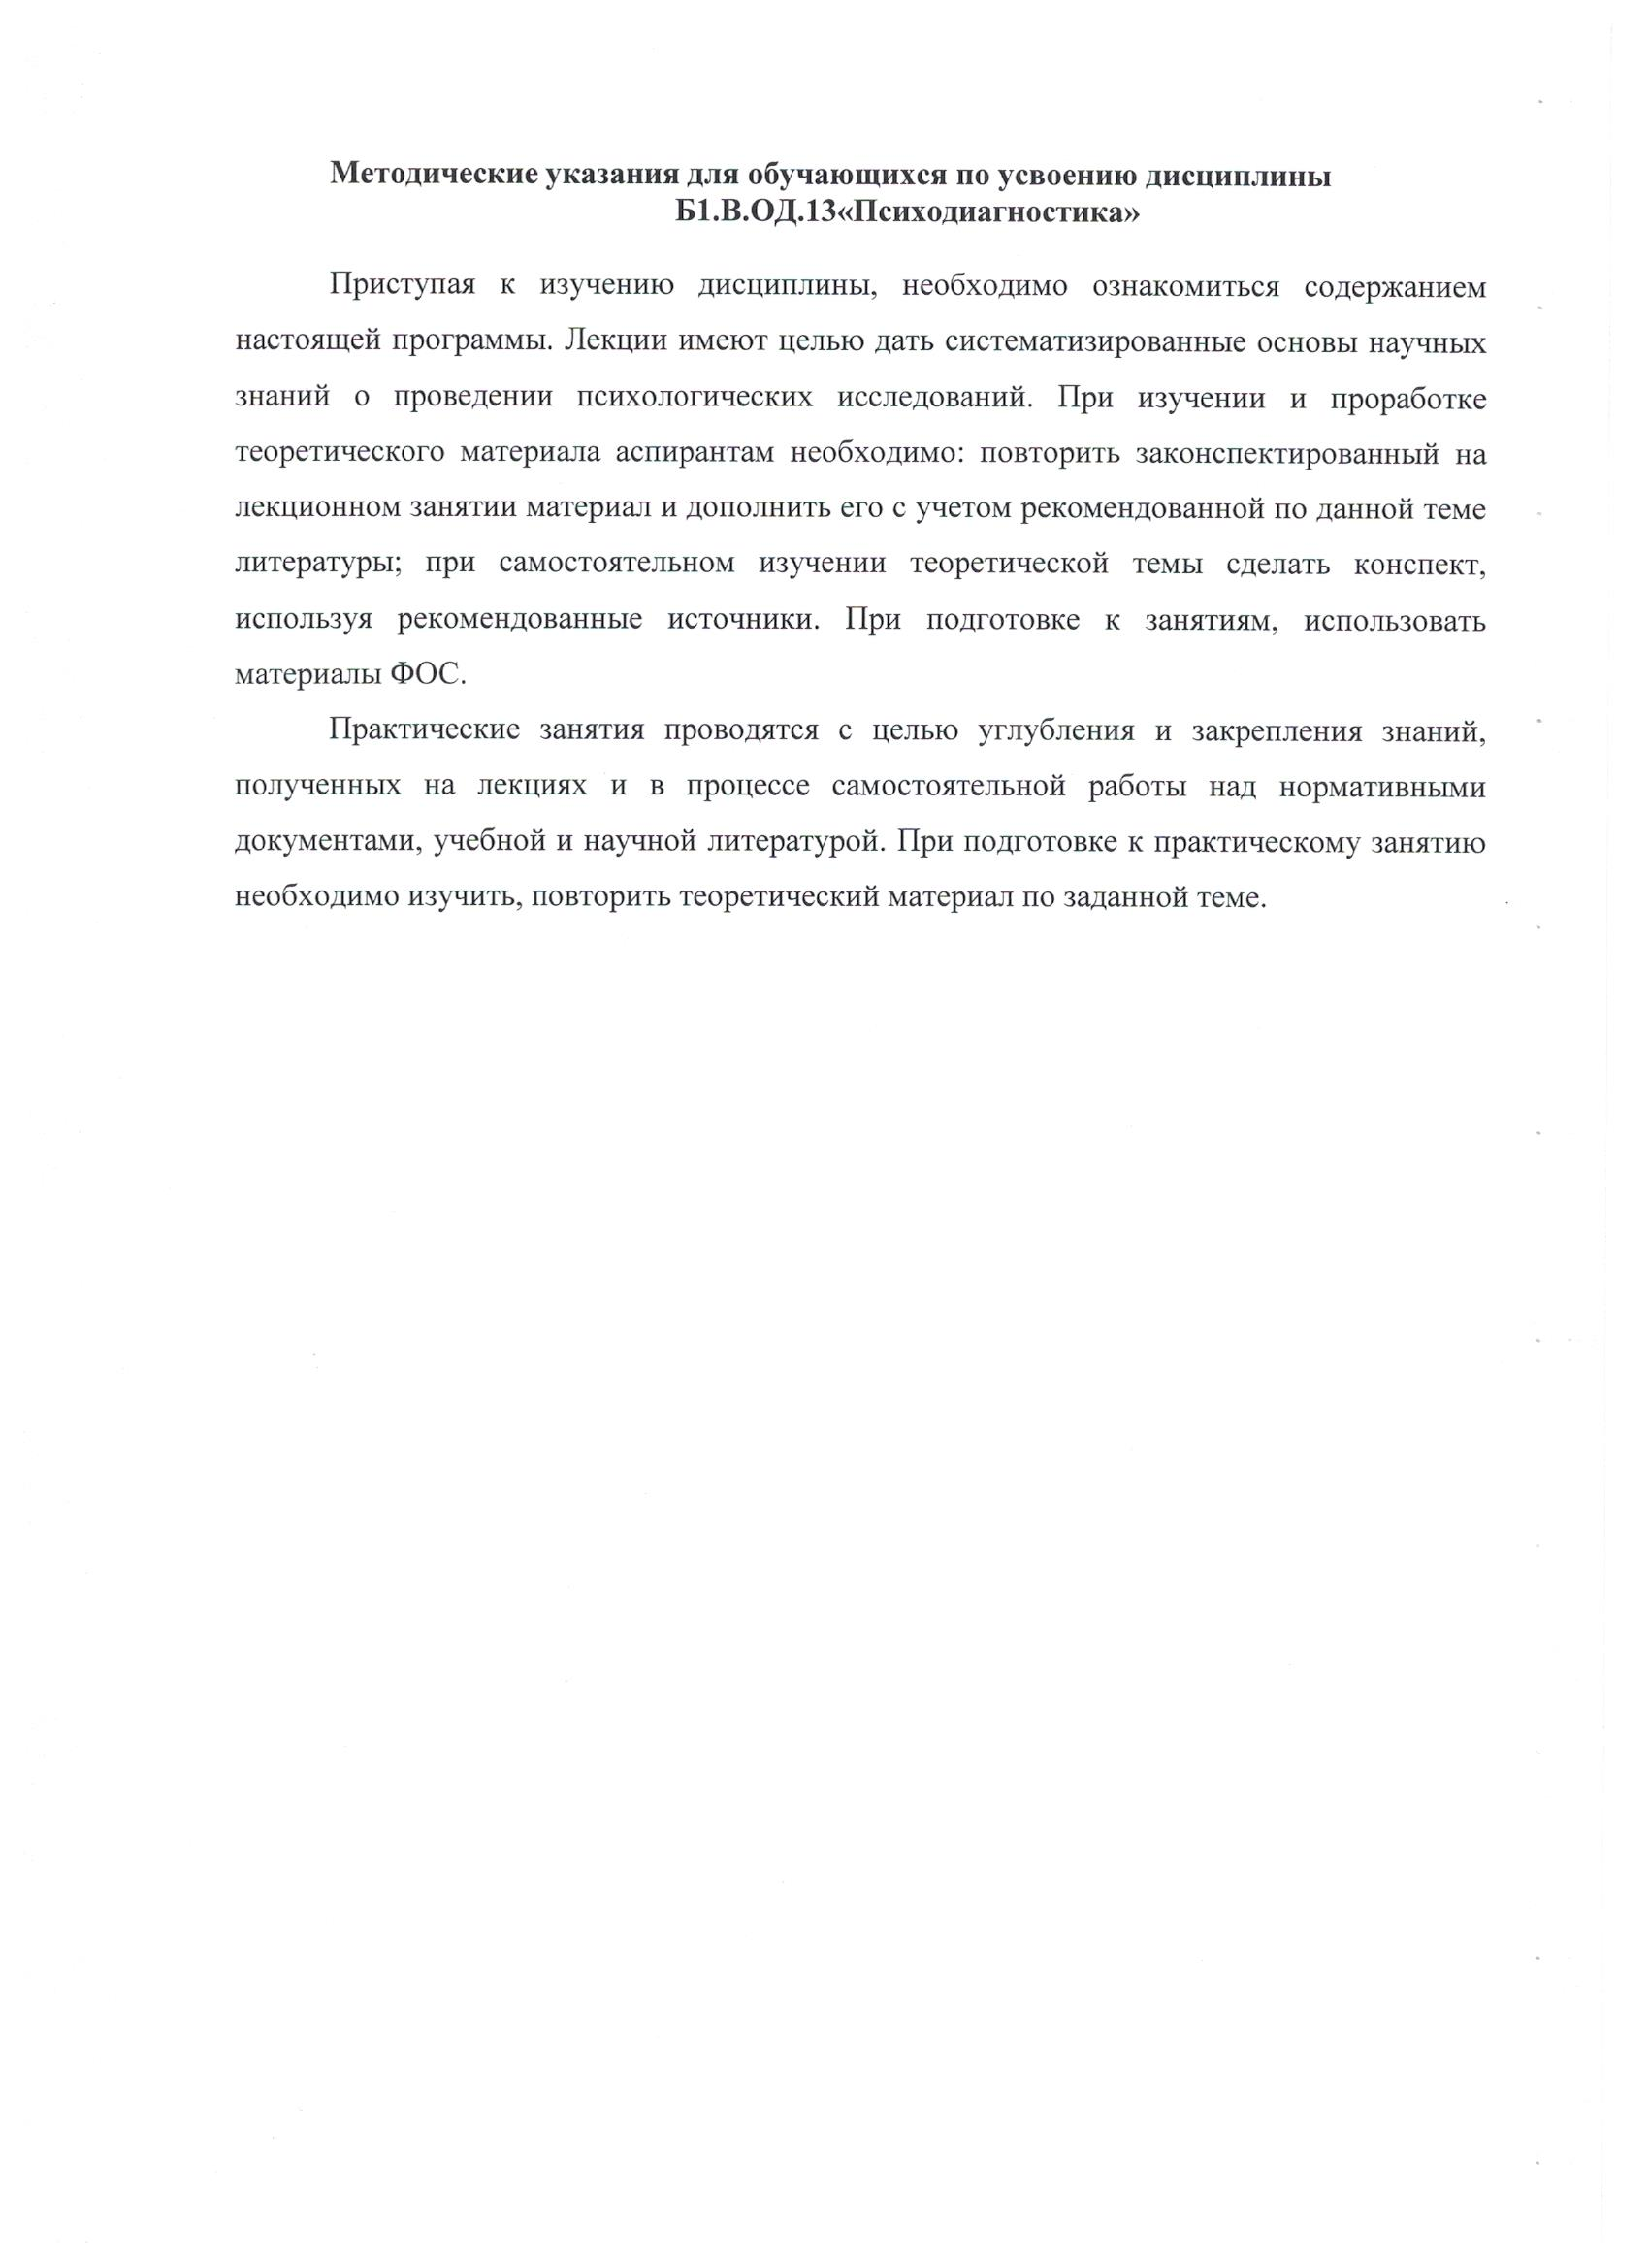 Методические указания для обучающихся по усвоению дисциплины
Б1.В.ОД.13«Психодиагностика»
Приступая к изучению дисциплины, необходимо ознакомиться содержанием
настоящей программы. Лекции имеют целью дать систематизированные основы научных
знаний о проведении психологических исследований. При изучении и проработке
теоретического материала аспирантам необходимо: повторить законспектированный на
лекционном занятии материал и дополнить его с учетом рекомендованной по данной теме
литературы; при самостоятельном изучении теоретической темы сделать конспект,
используя рекомендованные источники. При подготовке к занятиям, использовать
материалы ФОС.
Практические занятия проводятся с целью углубления и закрепления знаний,
полученных на лекциях и в процессе самостоятельной работы над нормативными
документами, учебной и научной литературой. При подготовке к практическому занятию
необходимо изучить, повторить теоретический материал по заданной теме.